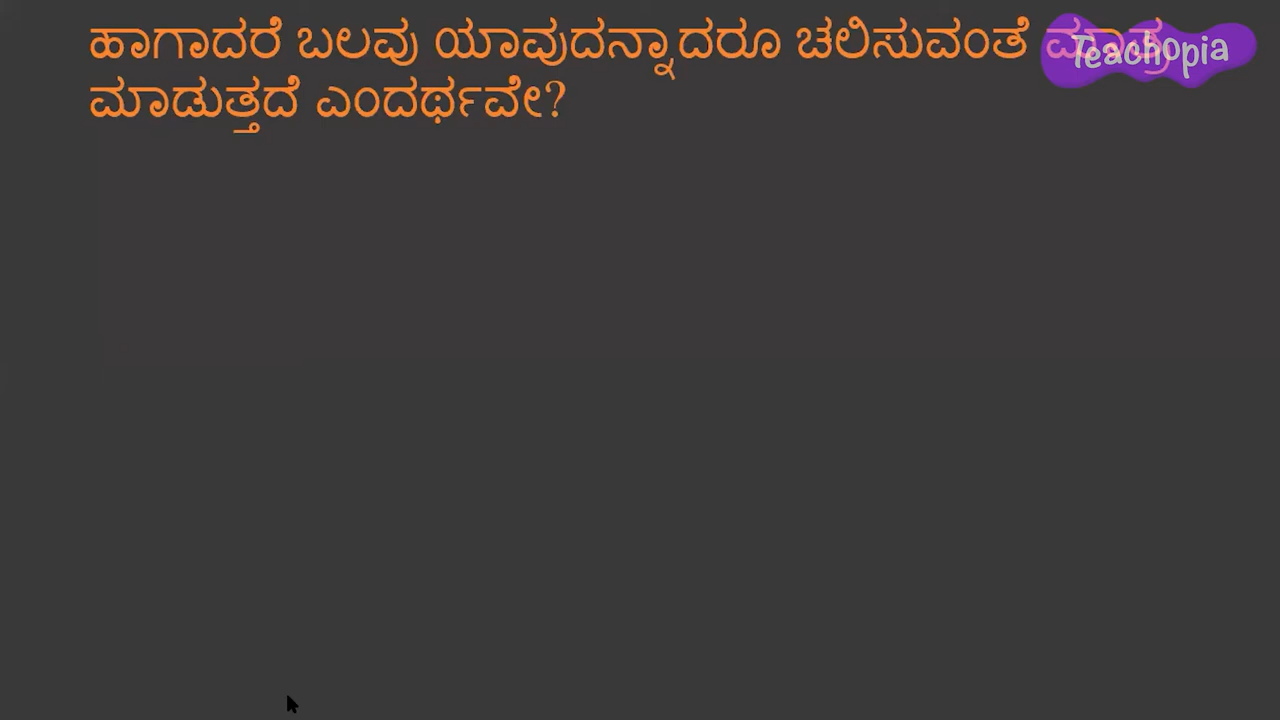 ಹಾಗಾದರೆ ಬಲವು ಯಾವುದನ್ನಾದರೂ ಚಲಿಸುವಂತೆ ಮಾತ್ರ
ಮಾಡುತ್ತದೆ ಎಂದರ್ಥವೇ?
Teachopia